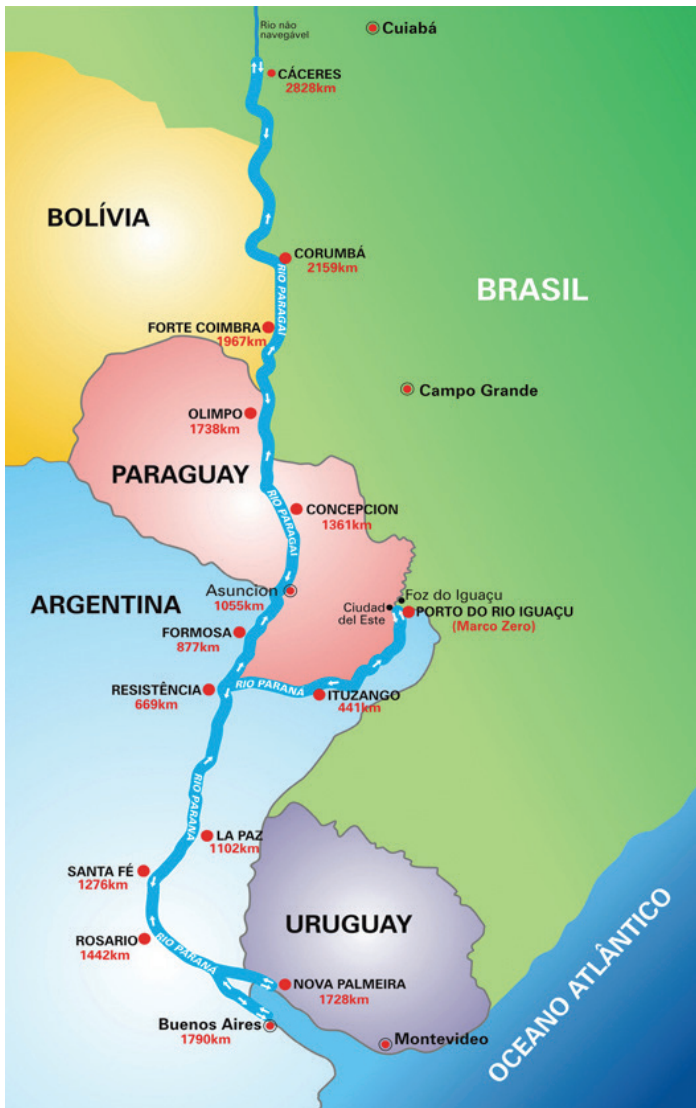 Rio não
navegável
Cuiabá
CÁCERES
2828km
BOLÍVIA
CORUMBÁ
2159km
RIO PARAGAI
BRASIL
FORTE COIMBRA
1967km
Campo Grande
OLIMPO
1738km
PARAGUAY
RIO PARAGAI
CONCEPCION
1361km
Asuncion
1055km
Foz do Iguaçu
Ciudad
del Este
PORTO DO RIO IGUAÇU
(Marco Zero)
ARGENTINA
FORMOSA
877km
RESISTÊNCIA
669km
RIO PARANÁ
ITUZANGO
441km
RIO PARANÁ
LA PAZ
1102km
SANTA FÉ
1276km
URUGUAY
ROSARIO
1442km
RIO PARANÁ
NOVA PALMEIRA
1728km
Buenos Aires
1790km
Montevideo
OCEANO ATLÂNTICO